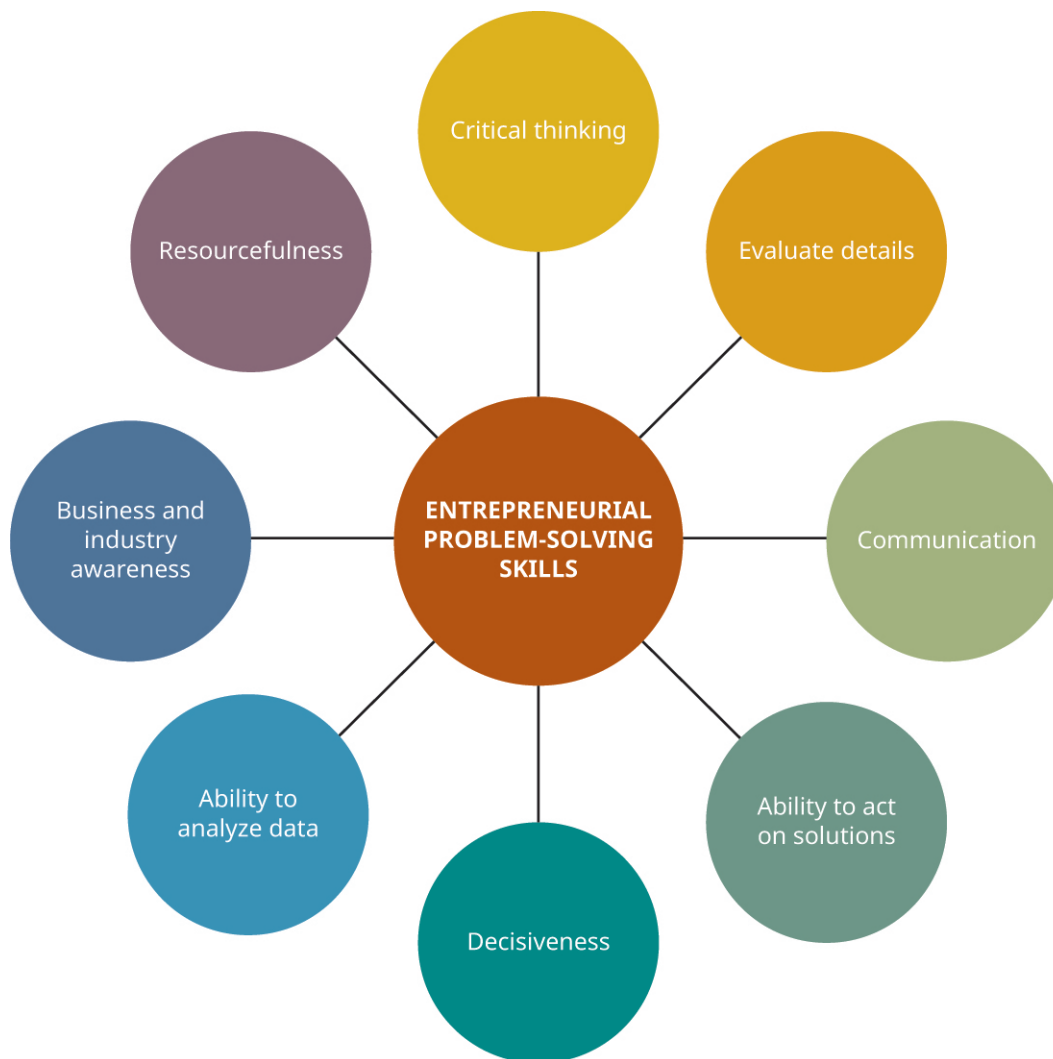 Critical thinking
Resourcefulness
Evaluate details
Business and
industry
awareness
ENTREPRENEURIAL
PROBLEM-SOLVING
SKILLS
Communication
Ability to
analyze data
Ability to act
on solutions
Decisiveness